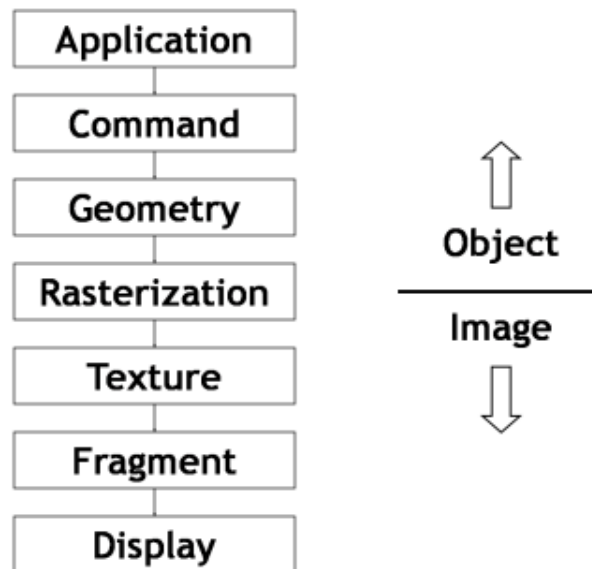 Application
Command
Geometry
Rasterization
Texture
Fragment
Display
Object
Image